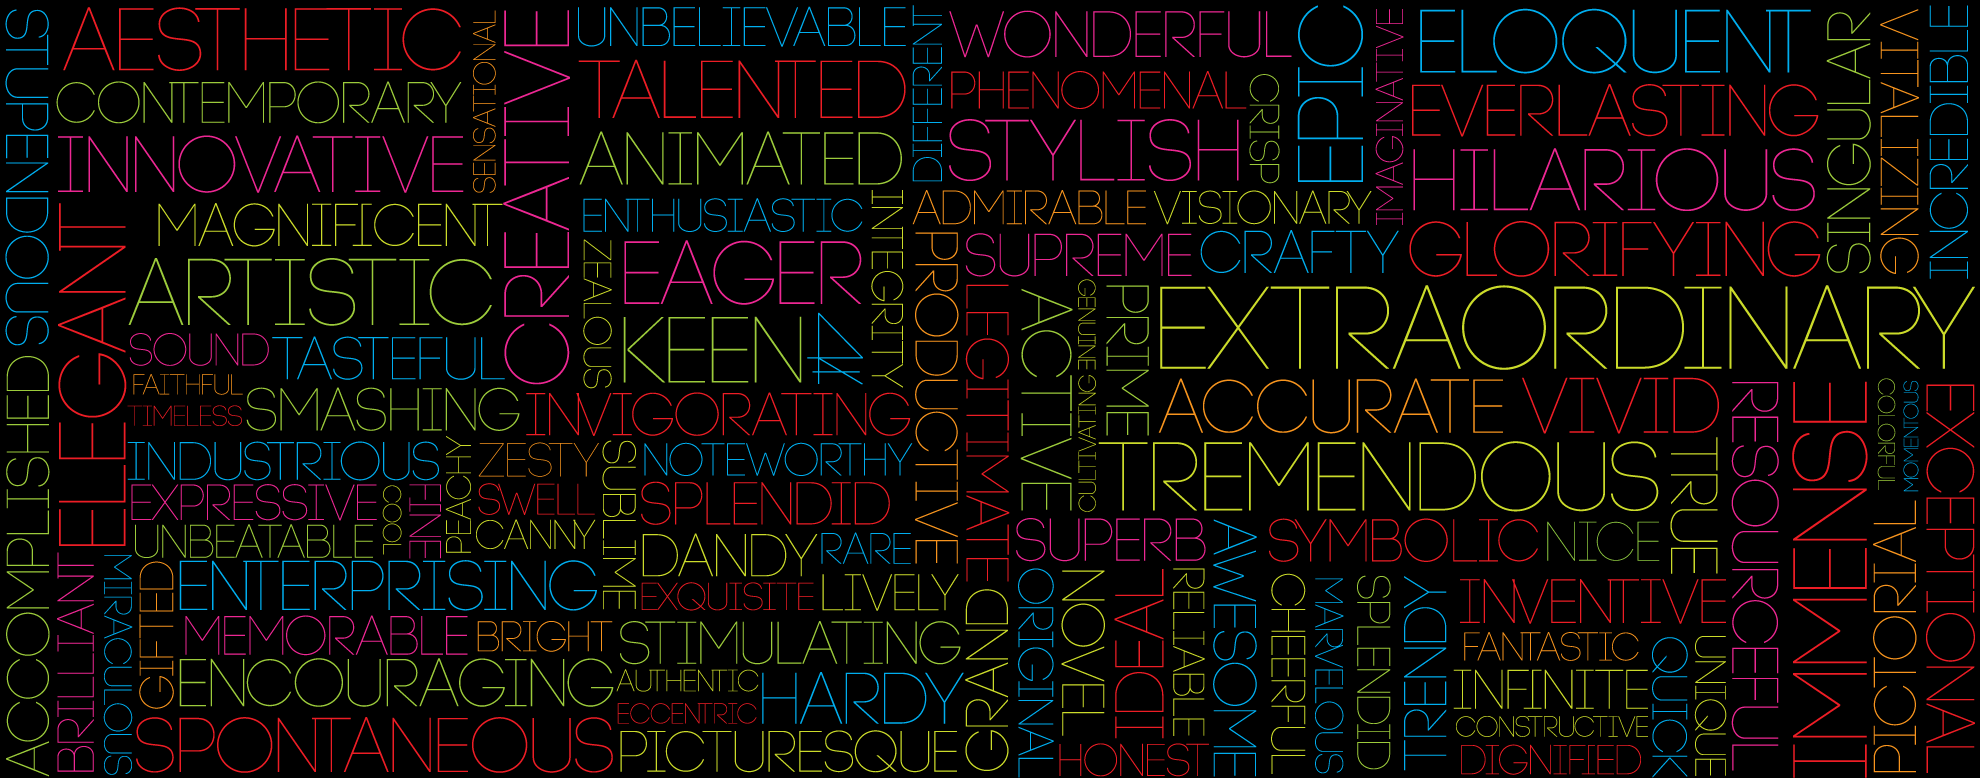 STUPENDOUS
AESTHETIC
SENSATIONAL
CREATIVE
UNBELIEVABLE
DIFFERENT
WONDERFUL
EPIC
IMAGINATIVE
ELOQUENT
SINGULAR
VITALIZING
INCREDIBLE
CONTEMPORARY
TALENTED
PHENOMENAL
CRISP
EVERLASTING
INNOVATIVE
ANIMATED
STYLISH
HILARIOUS
MAGNIFICENT
ENTHUSIASTIC
INTEGRITY
ADMIRABLE
VISIONARY
ELEGANT
ARTISTIC
ZEALOUS
EAGER
PRODUCTIVE
SUPREME
CRAFTY
GLORIFYING
LEGITIMATE
ACTIVE
GENUINE
CULTIVATING
PRIME
EXTRAORDINARY
SOUND
TASTEFUL
KEEN
ACCOMPLISHED
FAITHFUL
TIMELESS
SMASHING
INVIGORATING
ACCURATE
VIVID
RESOURCEFUL
IMMENSE
COLORFUL
MOMENTOUS
EXCEPTIONAL
INDUSTRIOUS
PEACHY
ZESTY
SUBLIME
NOTEWORTHY
TREMENDOUS
TRUE
EXPRESSIVE
COOL
FINE
SWELL
SPLENDID
UNBEATABLE
CANNY
DANDY
RARE
SUPERB
AWESOME
SYMBOLIC
NICE
PICTORIAL
BRILLIANT
MIRACULOUS
GIFTED
ENTERPRISING
EXQUISITE
LIVELY
GRAND
ORIGINAL
NOVEL
IDEAL
RELIABLE
CHEERFUL
MARVELOUS
SPLENDID
TRENDY
INVENTIVE
MEMORABLE
BRIGHT
STIMULATING
FANTASTIC
QUICK
UNIQUE
ENCOURAGING
AUTHENTIC
HARDY
INFINITE
ECCENTRIC
CONSTRUCTIVE
SPONTANEOUS
PICTURESQUE
HONEST
DIGNIFIED